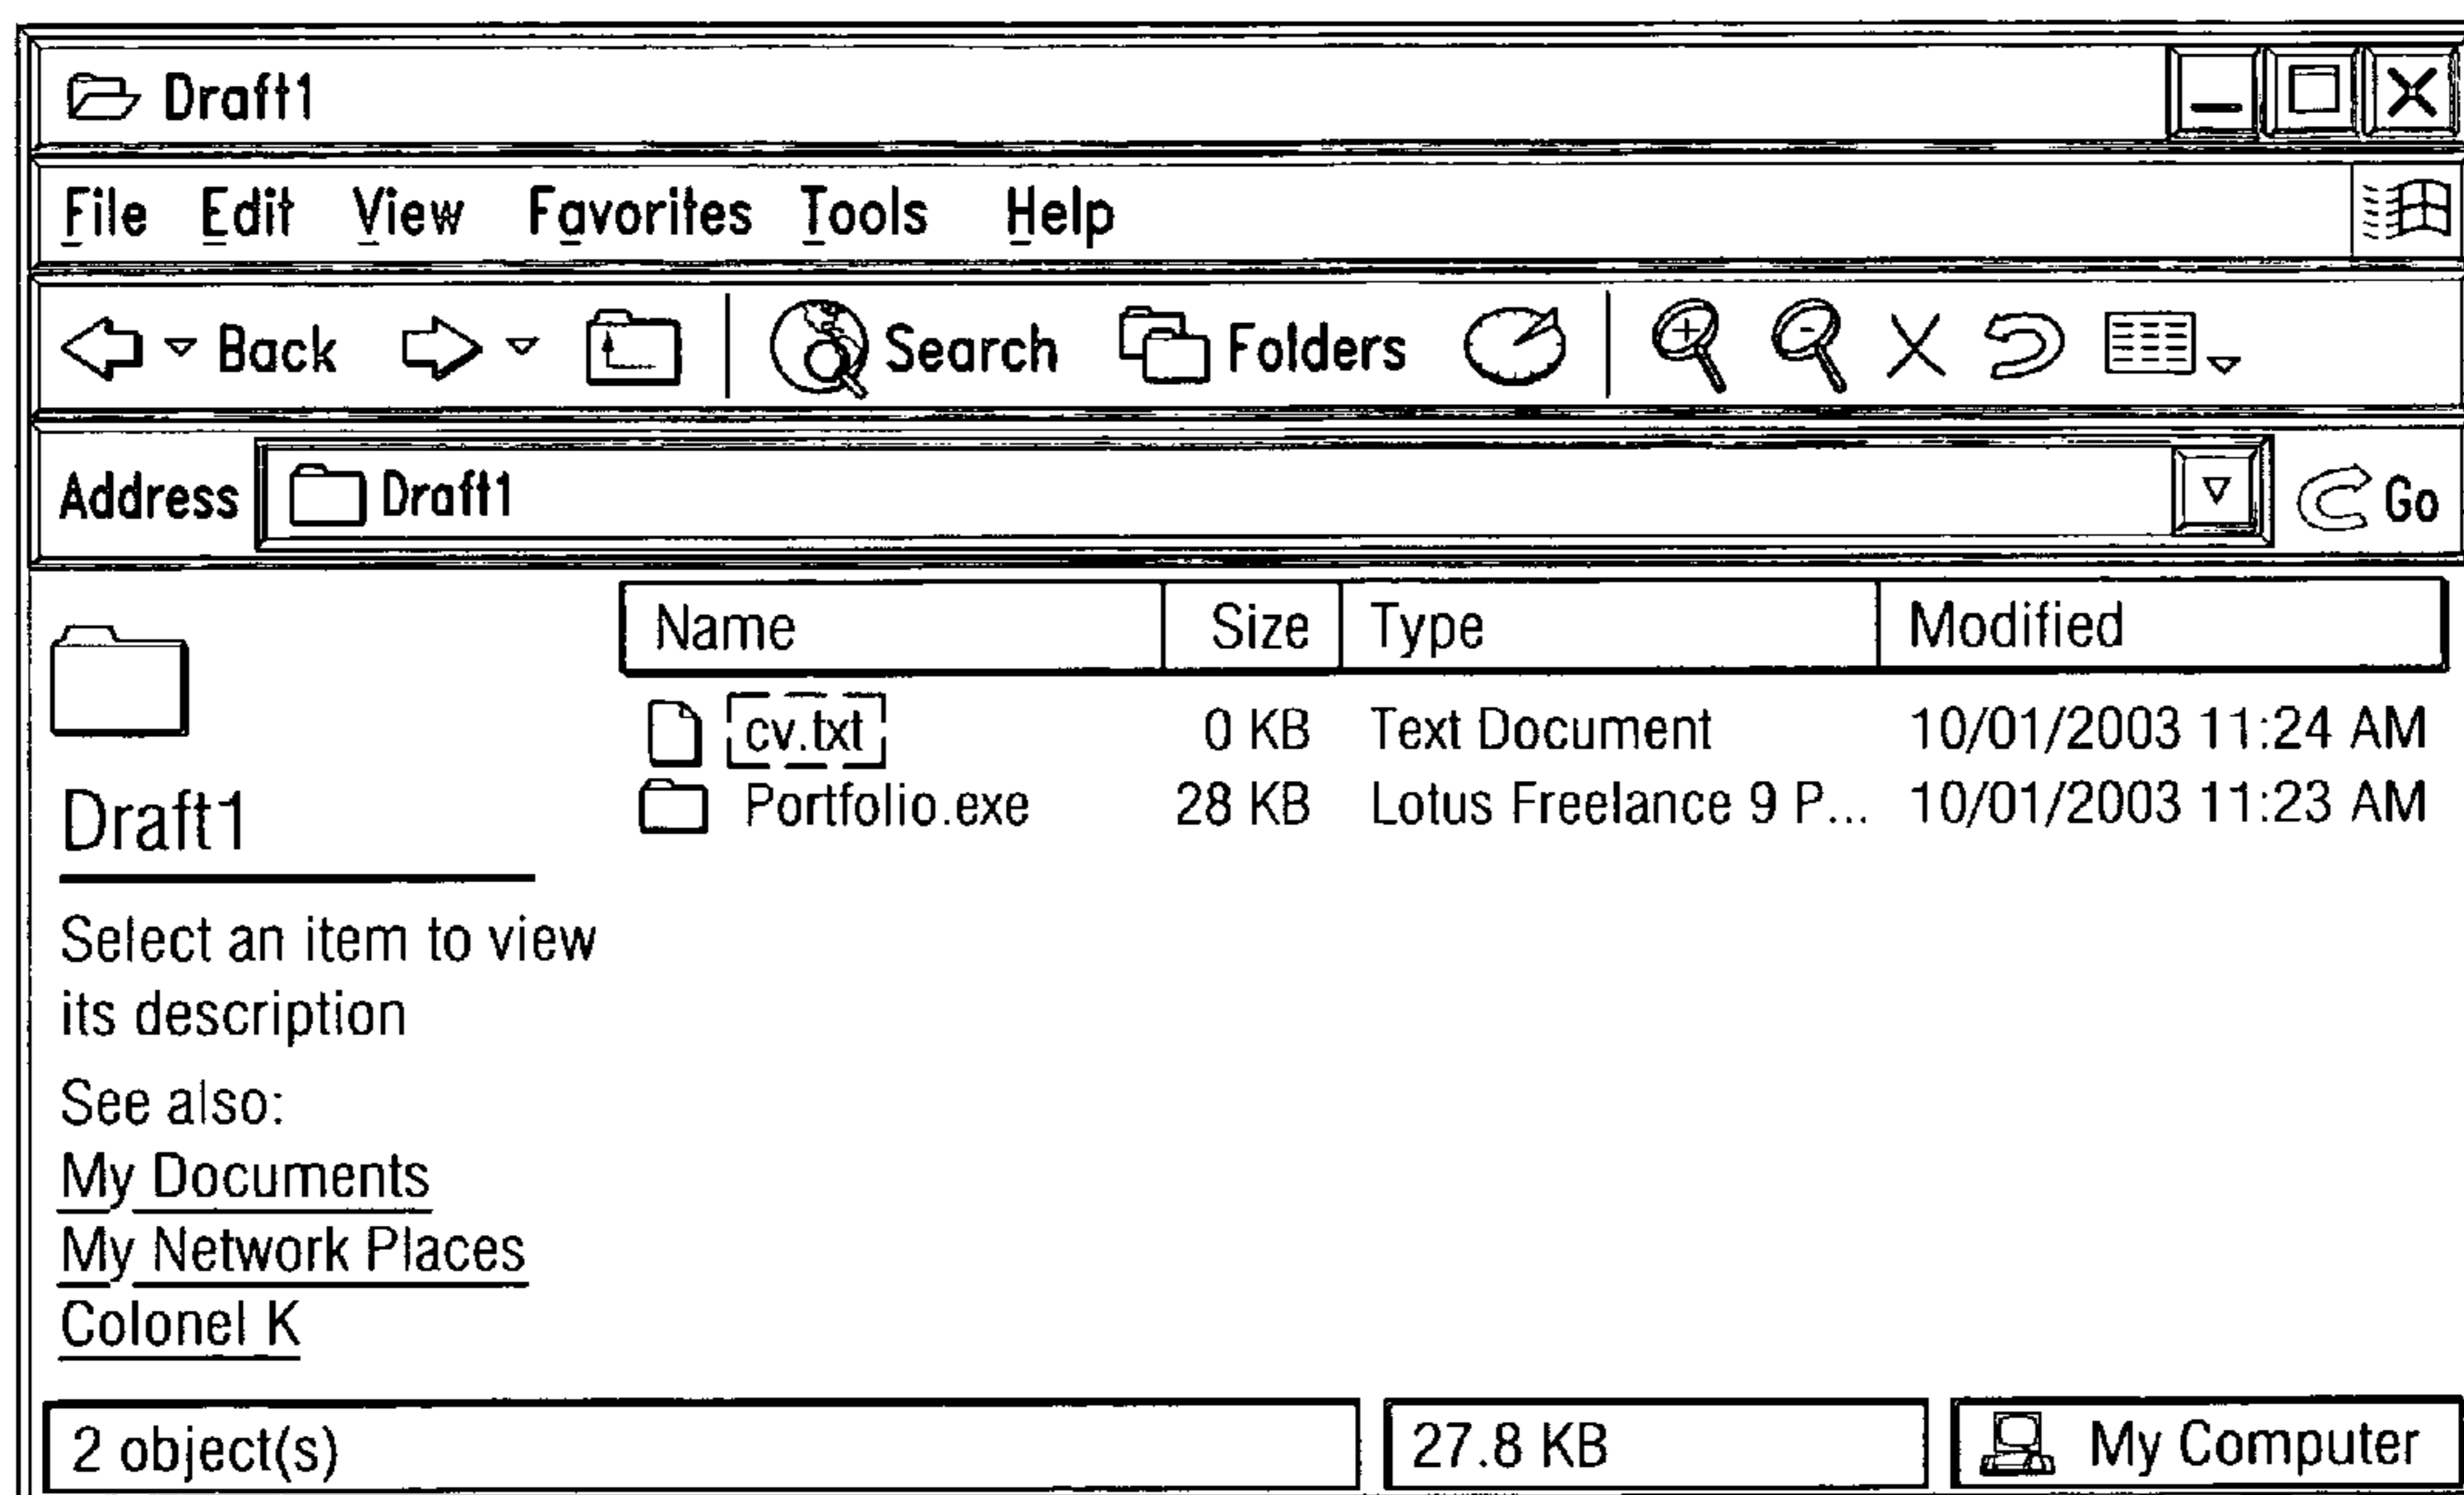 Draft1
File Edit View Favorites Tools Help
Back Search Folders
Address Draft1 Go
Name Size Type Modified
cv.txt 0 KB Text Document 10/01/2003 11:24 AM
Portfolio.exe 28 KB Lotus Freelance 9 P... 10/01/2003 11:23 AM
Draft1
Select an item to view
its description
See also:
My Documents
My Network Places
Colonel K
2 object(s) 27.8 KB My Computer